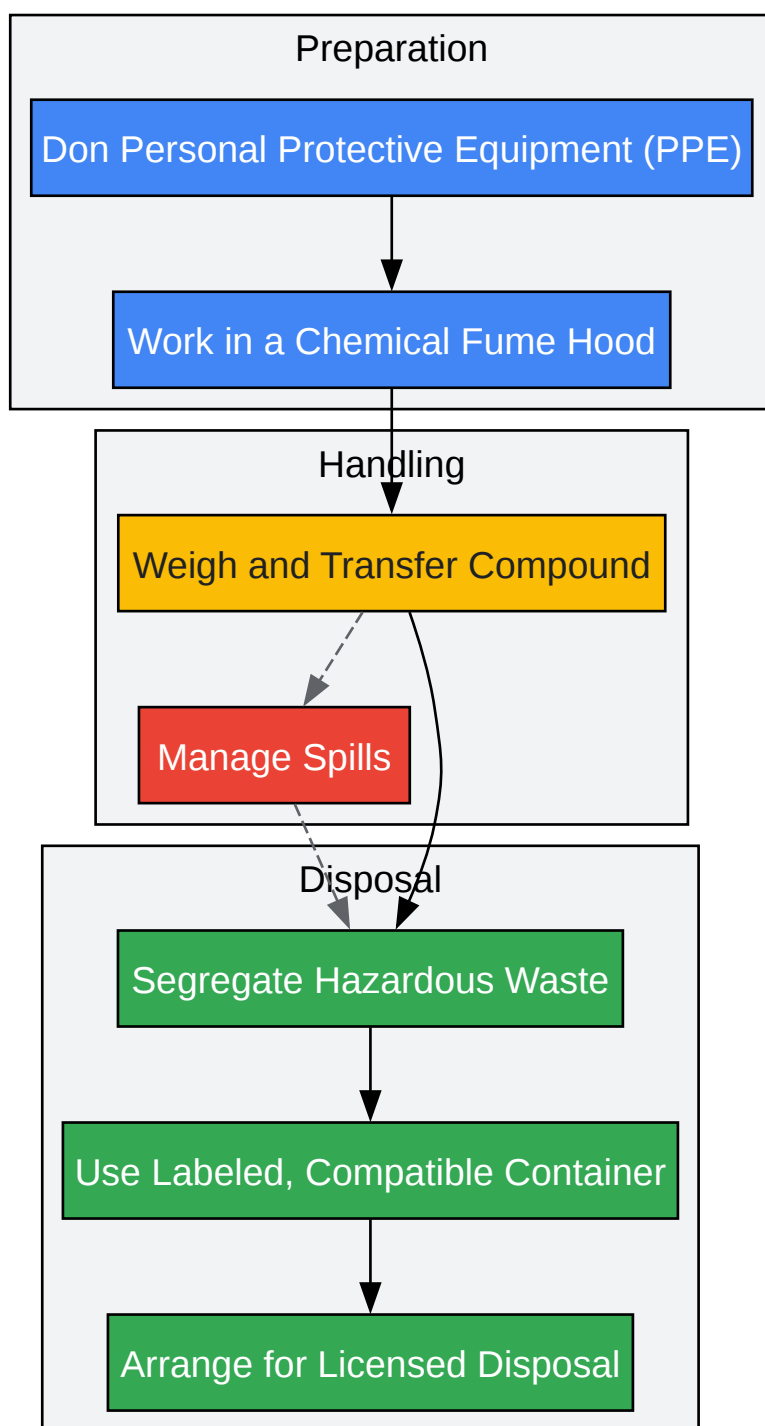 Preparation
Don Personal Protective Equipment (PPE)
Work in a Chemical Fume Hood
Handling
Weigh and Transfer Compound
Manage Spills
Disposal
Segregate Hazardous Waste
Use Labeled, Compatible Container
Arrange for Licensed Disposal